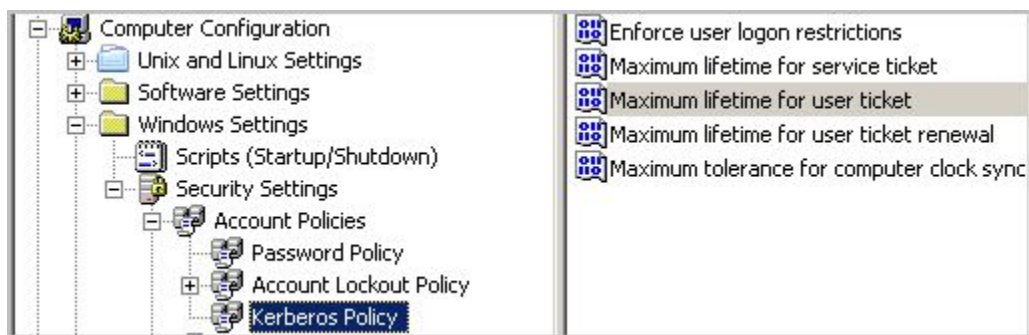 Computer Configuration
Unix and Linux Settings
Software Settings
Windows Settings
Scripts (Startup/Shutdown)
Security Settings
Account Policies
Password Policy
Account Lockout Policy
Kerberos Policy
Enforce user logon restrictions
Maximum lifetime for service ticket
Maximum lifetime for user ticket
Maximum lifetime for user ticket renewal
Maximum tolerance for computer clock sync